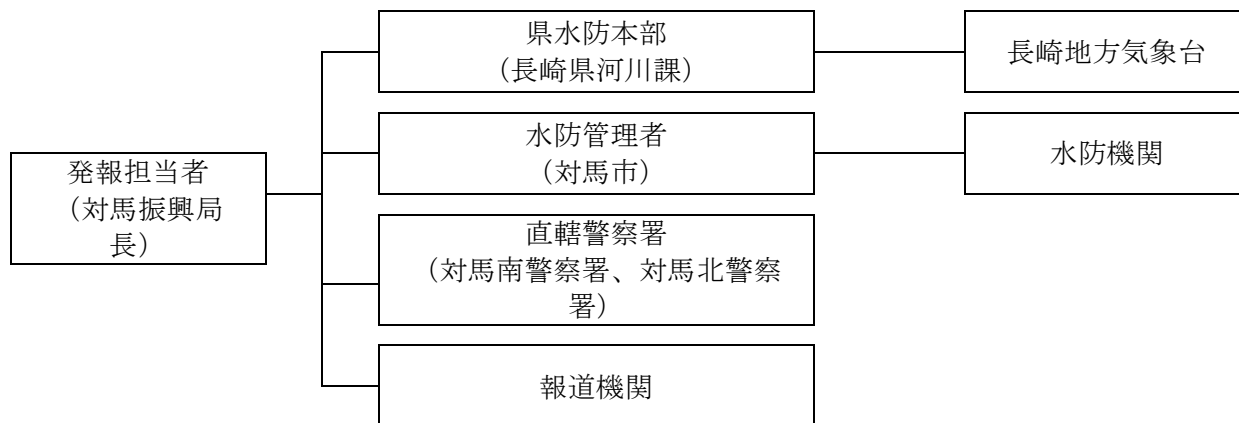 県水防本部
（長崎県河川課）
長崎地方気象台
水防管理者
（対馬市）
水防機関
発報担当者
（対馬振興局
長）
直轄警察署
（対馬南警察署、対馬北警察
署）
報道機関